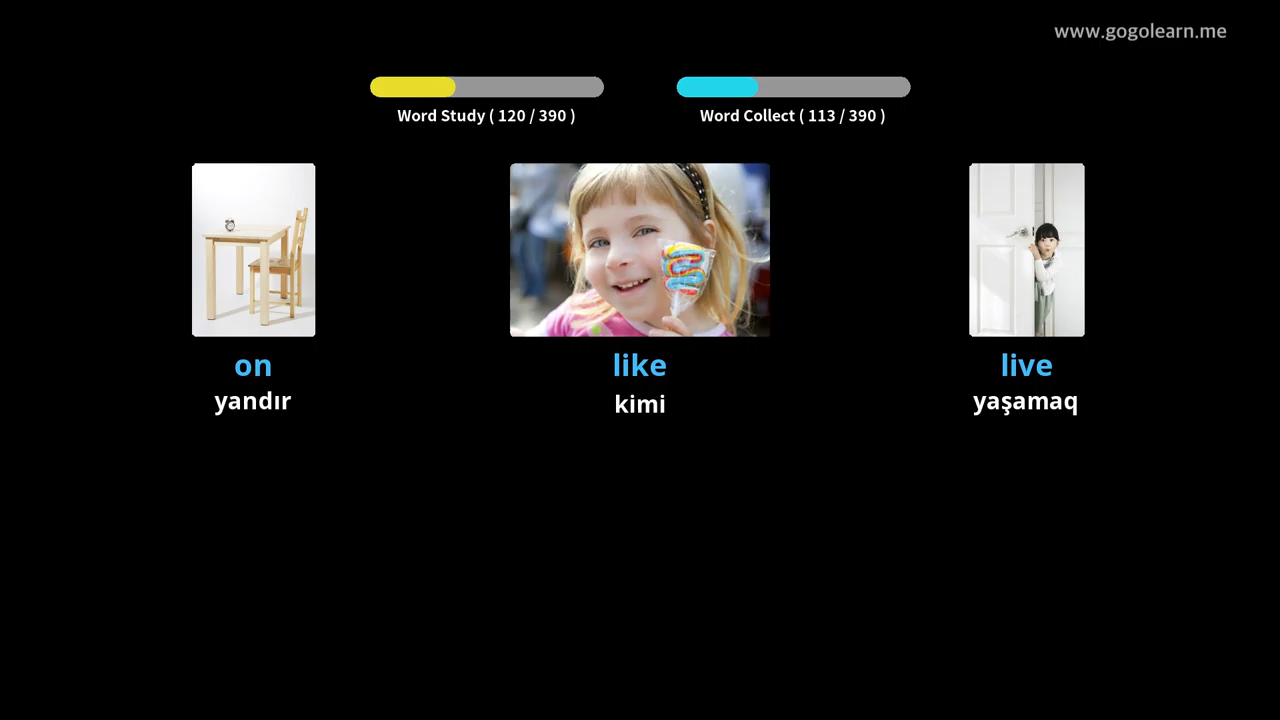 www.gogolearn.me
Word Study ( 120 / 390 )
Word Collect ( 113 / 390 )
on
like
live
yandır
kimi
yaşamaq